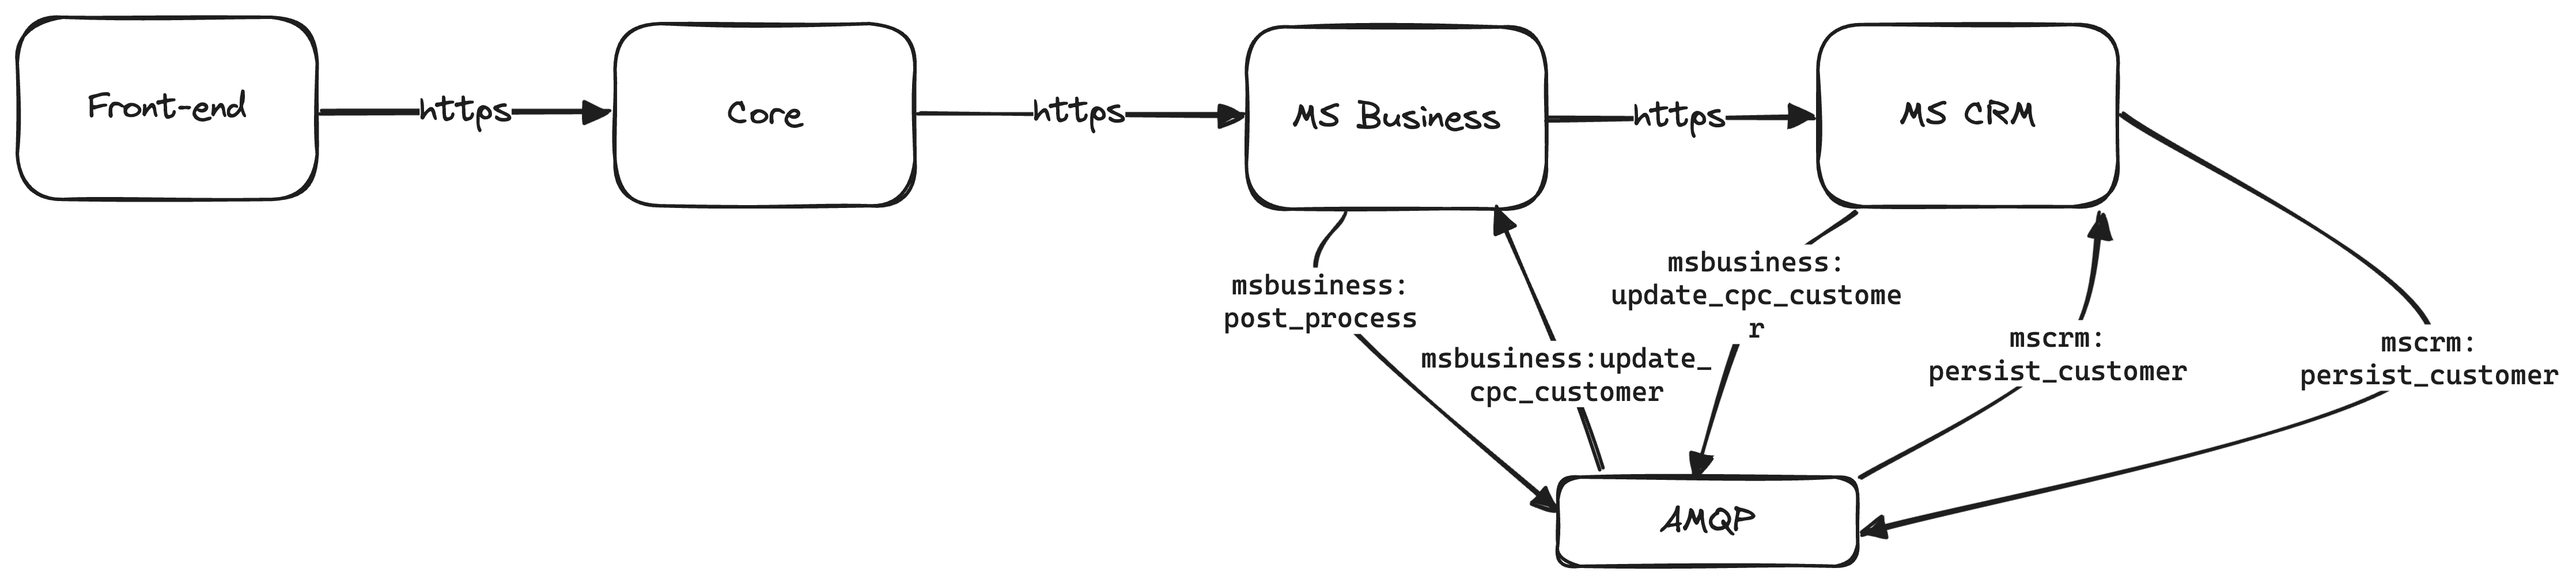 Front-end
https
Core
https
MS Business
https
MS CRM
msbusiness:
post_process
msbusiness:update_
cpc_customer
msbusiness:
update_cpc_custome
r
mscrm:
persist_customer
mscrm:
persist_customer
AMQP